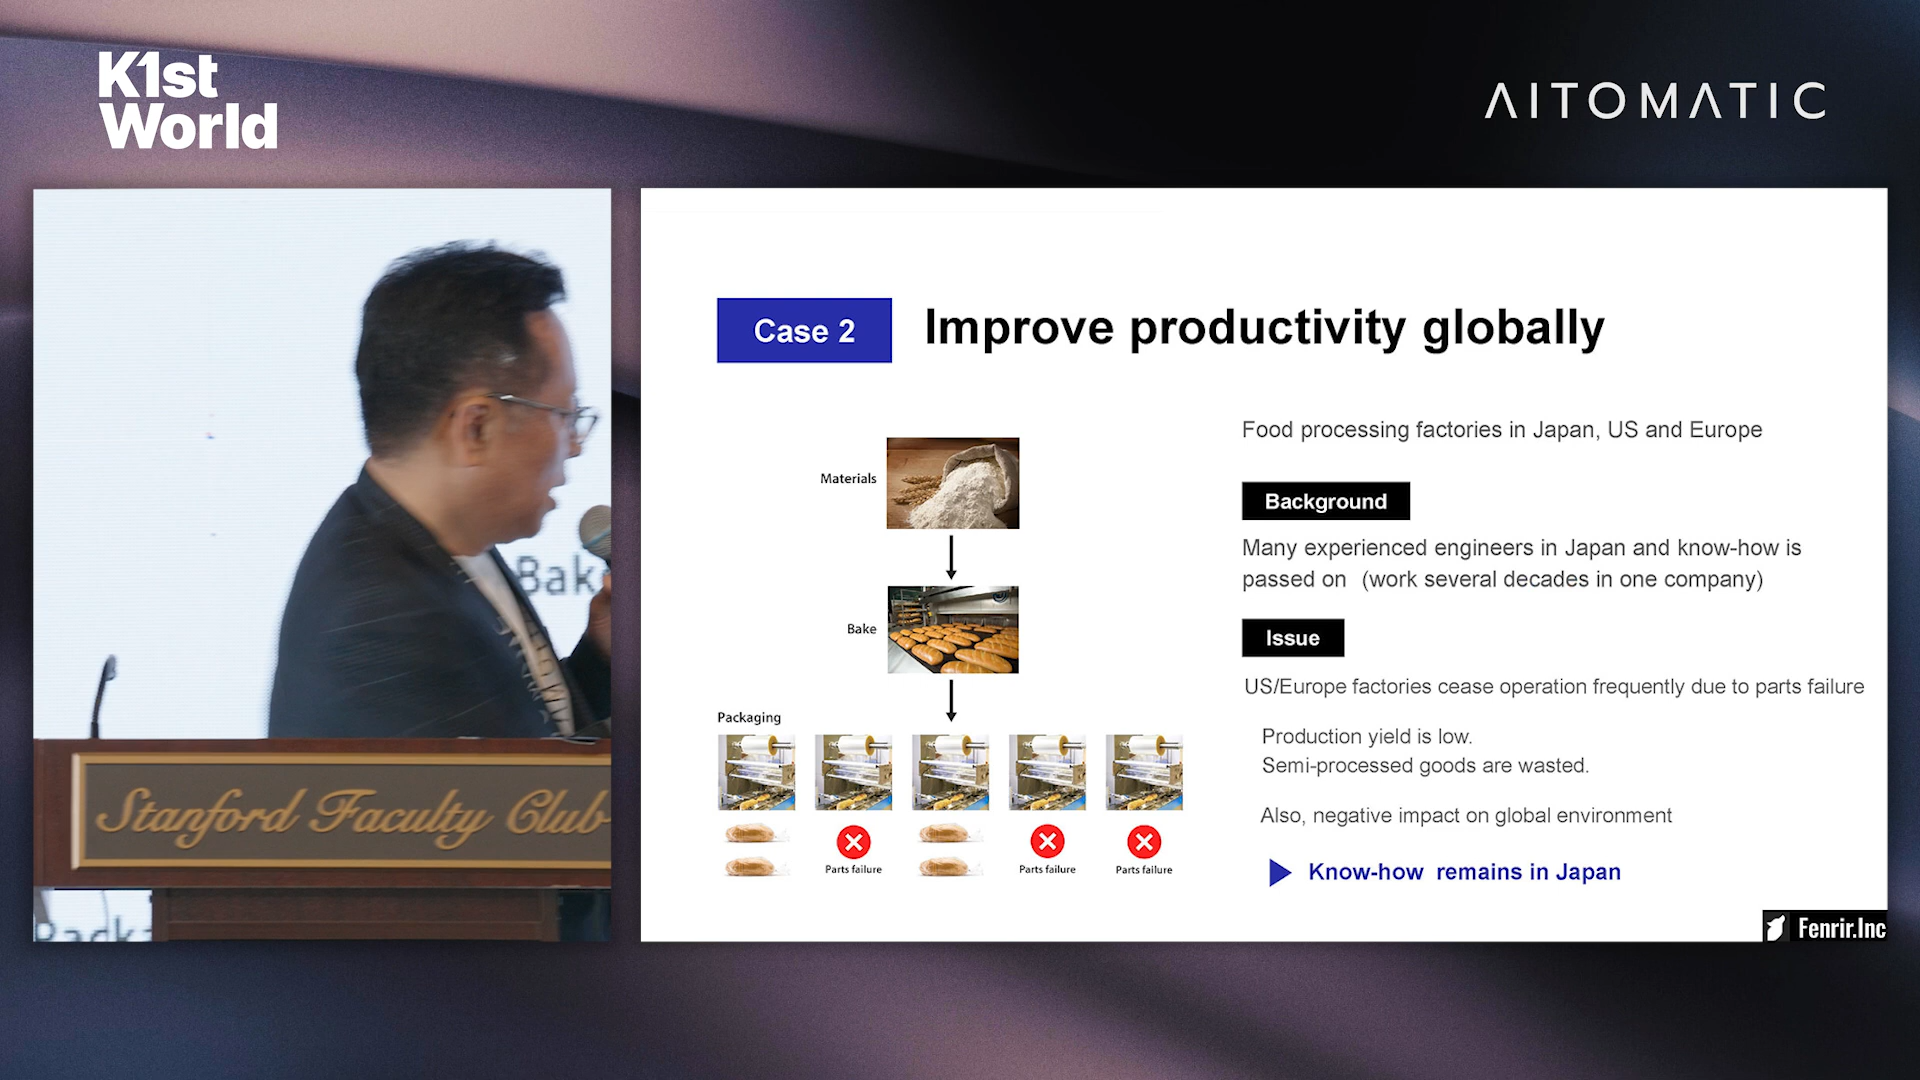 K1st
World
AITOMATIC
Case 2
Improve productivity globally
Materials
Bake
Packaging
Parts failure
Parts failure
Parts failure
Food processing factories in Japan, US and Europe
Background
Many experienced engineers in Japan and know-how is
passed on (work several decades in one company)
Issue
US/Europe factories cease operation frequently due to parts failure
Production yield is low.
Semi-processed goods are wasted.
Also, negative impact on global environment
Know-how remains in Japan
Fenrir.Inc
Stanford Faculty Club